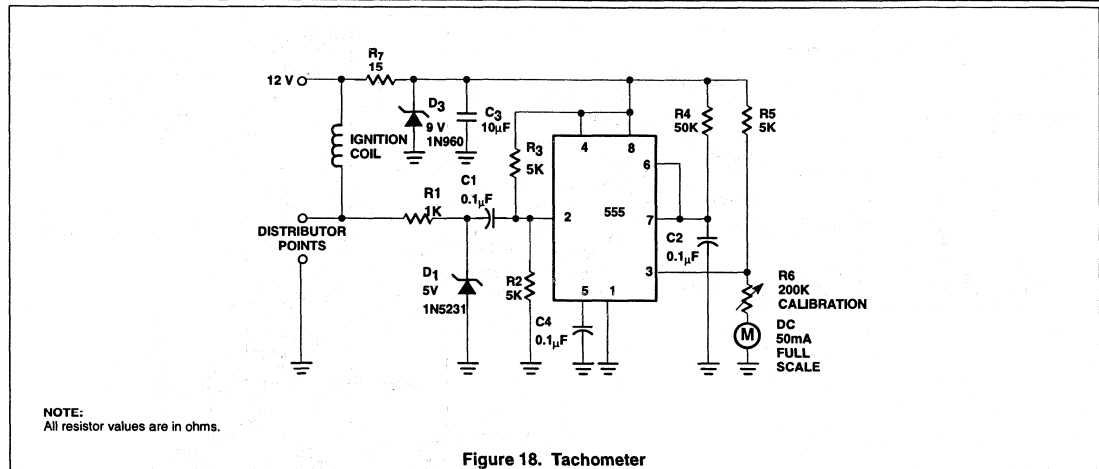 R7
15
12 V
D3
9 V
1N960
C3
10μF
IGNITION
COIL
R3
5K
4
8
6
R4
50K
R5
5K
C1
0.1μF
R1
1K
2
555
7
DISTRIBUTOR
POINTS
C2
0.1μF
3
D1
5V
1N5231
R2
5K
5
1
C4
0.1μF
R6
200K
CALIBRATION
M
DC
50mA
FULL
SCALE
NOTE:
All resistor values are in ohms.
Figure 18. Tachometer